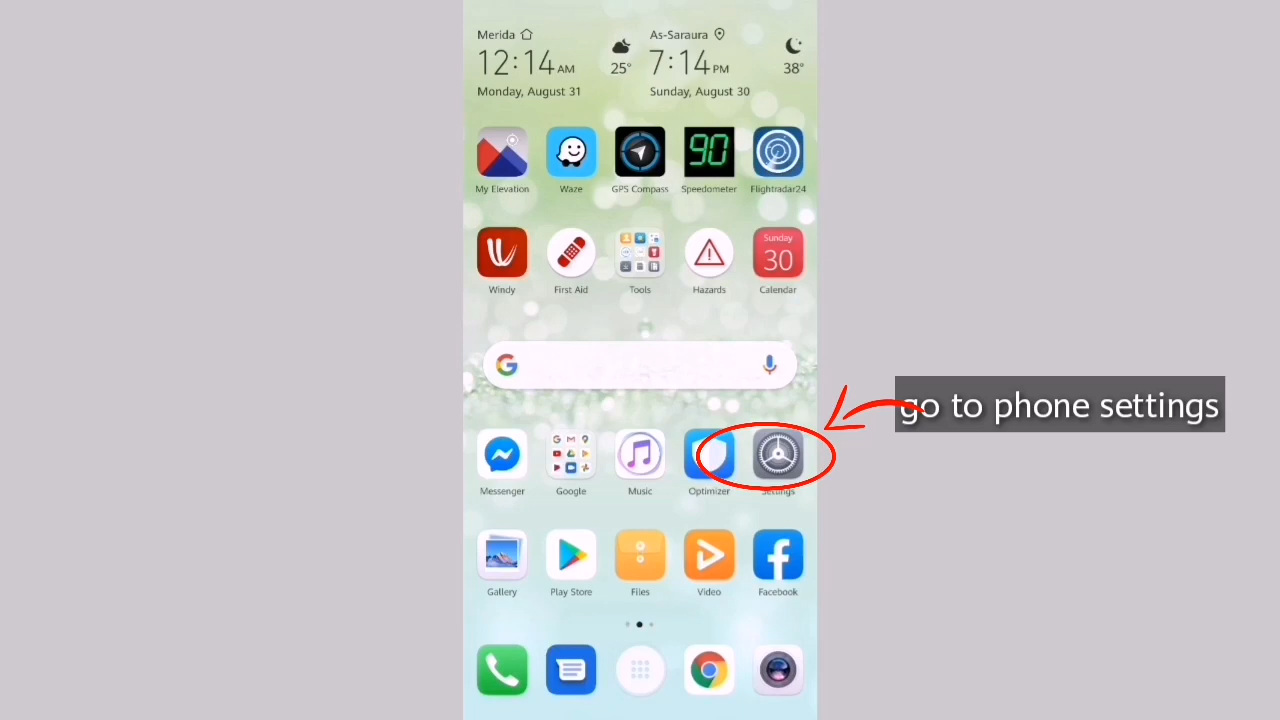 Merida
As-Saraura
12:14 AM
25°
7:14 PM
38°
Monday, August 31
Sunday, August 30
90
My Elevation
Waze
GPS Compass
Speedometer
Flightradar24
Sunday
30
Windy
First Aid
Tools
Hazards
Calendar
G
go to phone settings
Messenger
Google
Music
Optimizer
Settings
Gallery
Play Store
Files
Video
Facebook